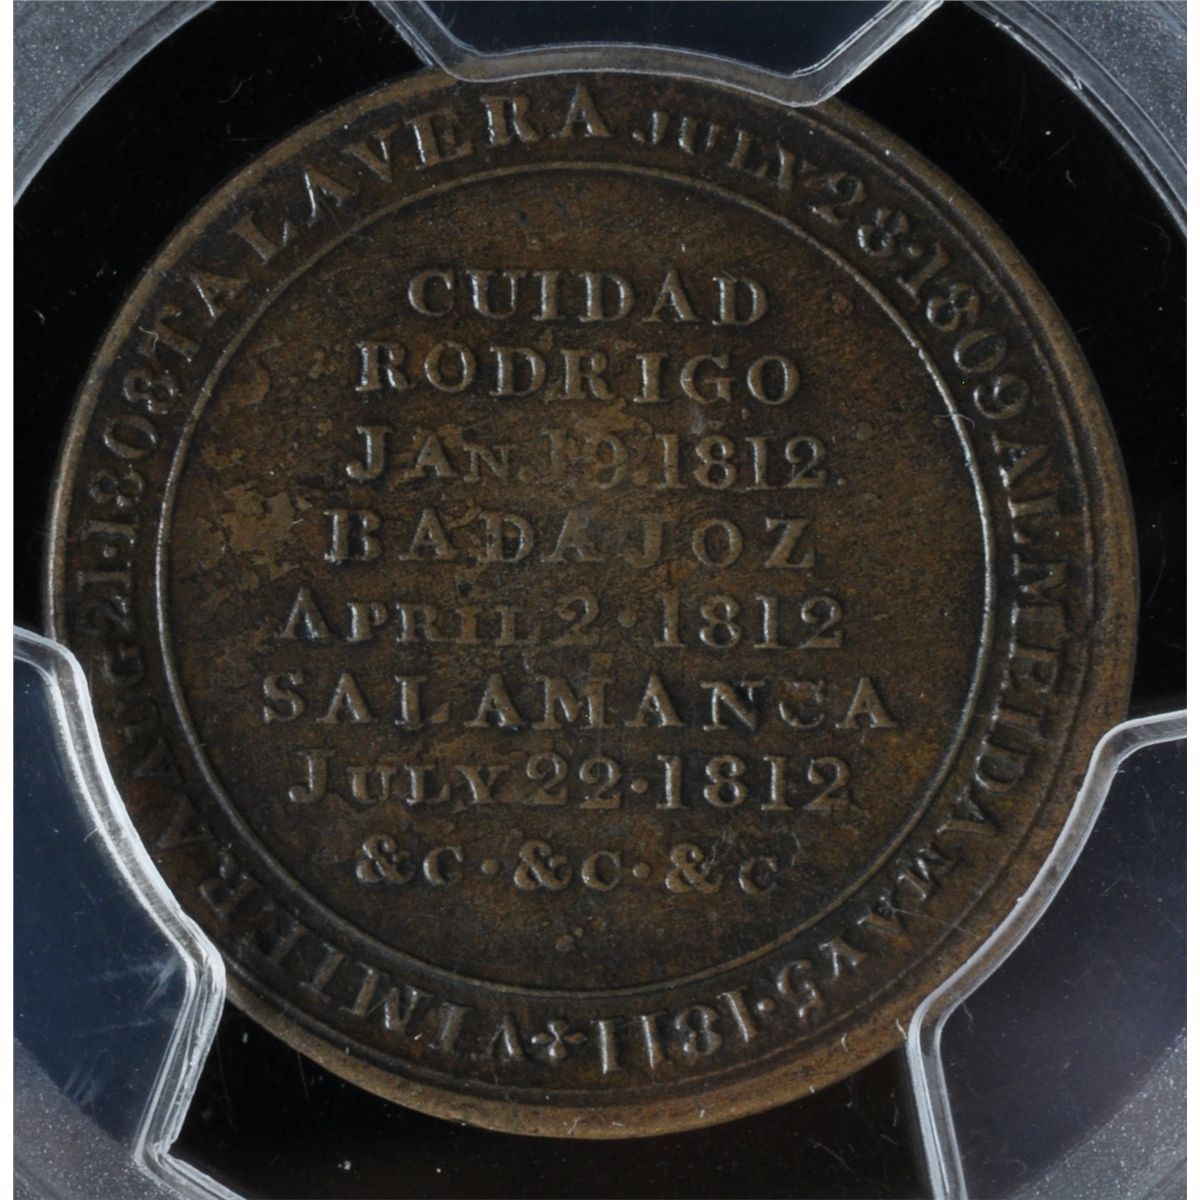 VIMIERA AUG 21·1808 TALAVERA JULY 28·1809 ALMEIDA MAY 5·1811
CUIDAD
RODRIGO
JAN.19.1812.
BADAJOZ
APRIL 2·1812
SALAMANCA
JULY 22·1812
&C·&C·&C